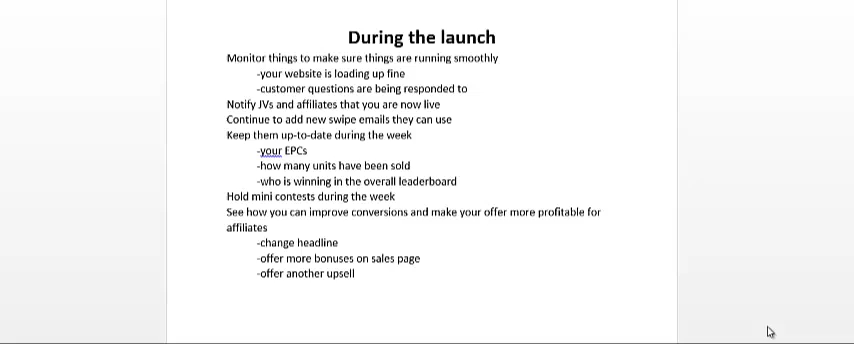 During the launch
Monitor things to make sure things are running smoothly
-your website is loading up fine
-customer questions are being responded to
Notify JVs and affiliates that you are now live
Continue to add new swipe emails they can use
Keep them up-to-date during the week
-your EPCs
-how many units have been sold
-who is winning in the overall leaderboard
Hold mini contests during the week
See how you can improve conversions and make your offer more profitable for
affiliates
-change headline
-offer more bonuses on sales page
-offer another upsell